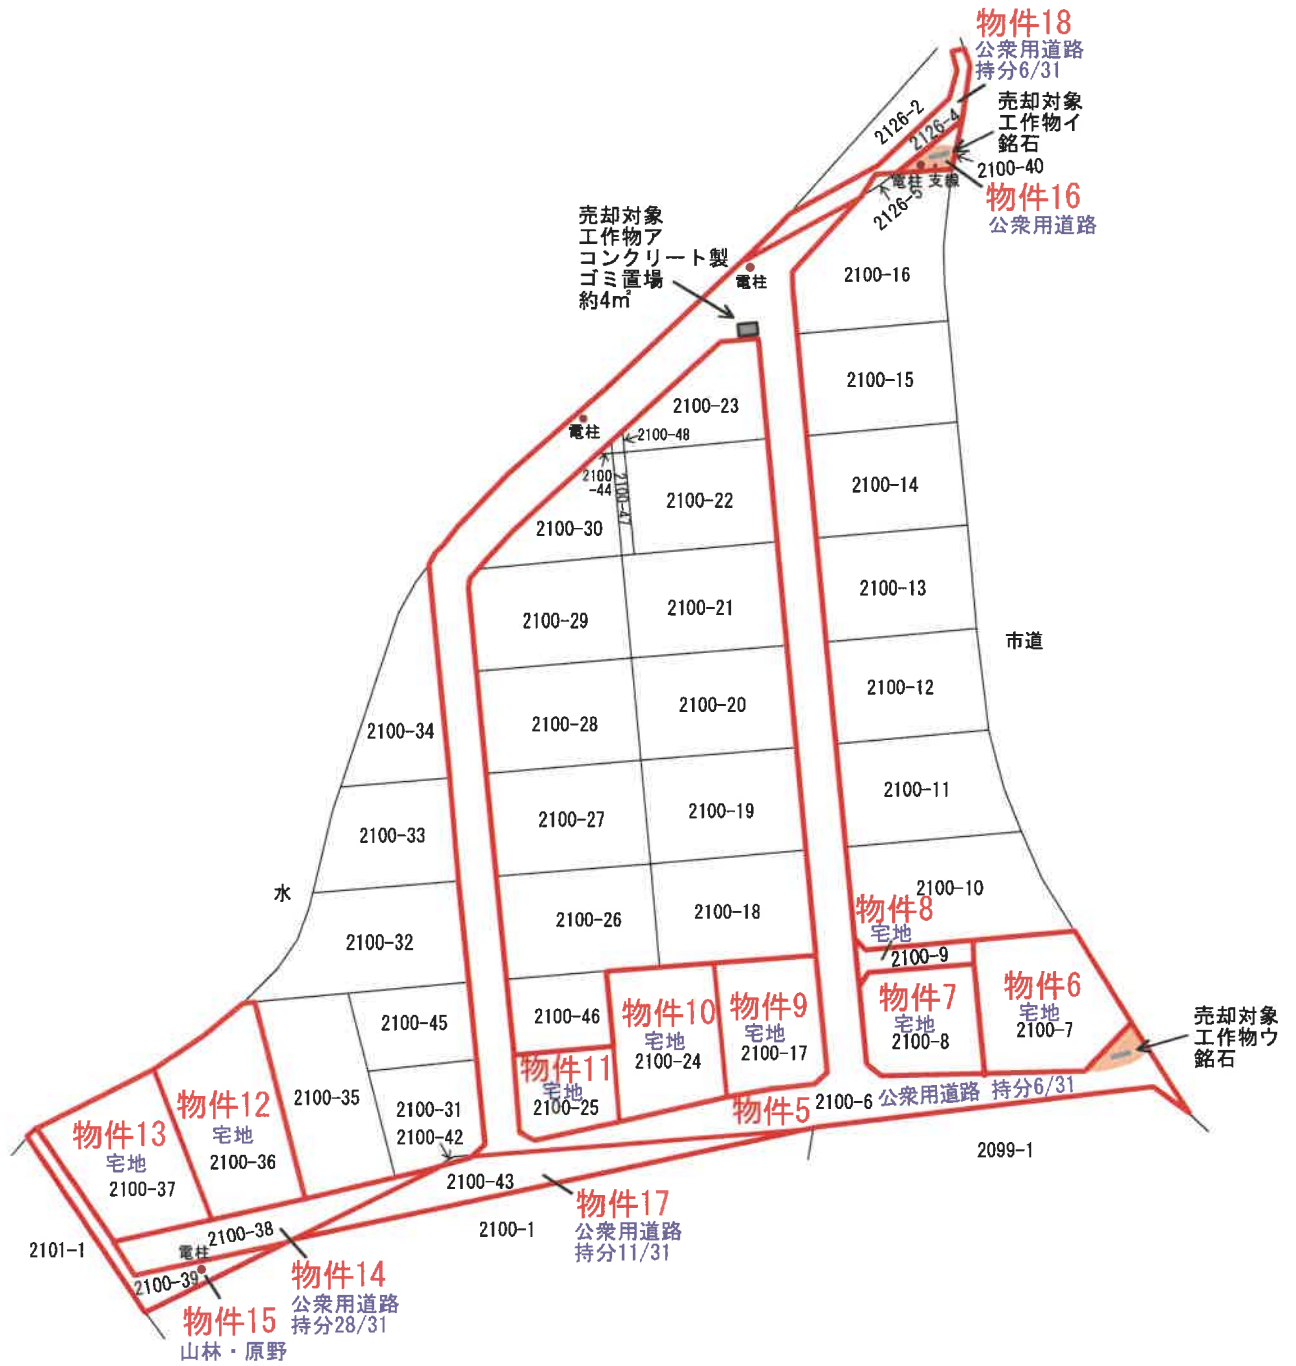 物件18
公衆用道路
持分6/31
2126-2
2126-4
売却対象
工作物イ
銘石
2100-40
電柱 支線
2126-5
物件16
公衆用道路
売却対象
工作物ア
コンクリート製
ゴミ置場
約4㎡
電柱
2100-16
2100-15
2100-23
電柱
2100-48
2100
-44
2100-47
2100-22
2100-14
2100-30
2100-13
2100-21
2100-29
市道
2100-12
2100-20
2100-28
2100-34
2100-11
2100-19
2100-27
2100-33
水
2100-10
物件8
宅地
2100-18
2100-26
2100-32
2100-9
物件6
宅地
2100-7
物件7
宅地
2100-8
物件9
宅地
2100-17
物件10
宅地
2100-24
2100-46
2100-45
売却対象
工作物ウ
銘石
物件11
宅地
2100-25
2100-35
2100-31
2100-42
物件5
2100-6
公衆用道路 持分6/31
物件12
宅地
2100-36
物件13
宅地
2100-37
2099-1
2100-43
物件17
公衆用道路
持分11/31
2100-1
2100-38
2101-1
電柱
2100-39
物件14
公衆用道路
持分28/31
物件15
山林・原野